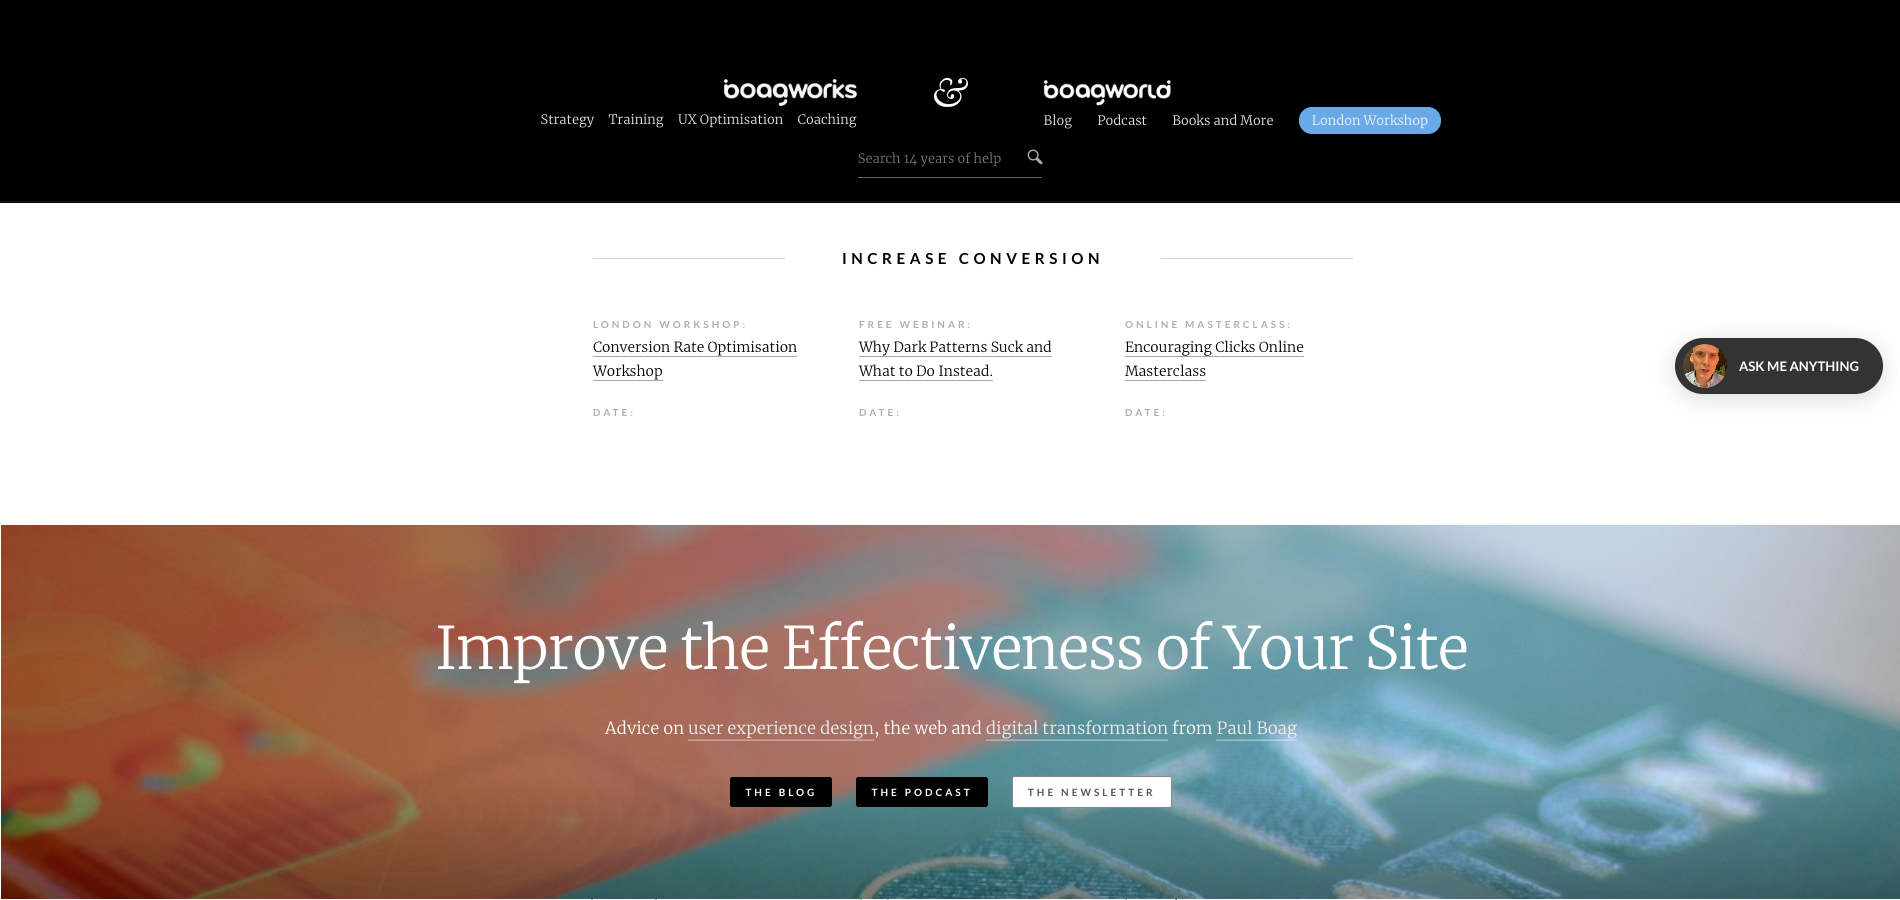 boagworks
&
boagworld
Strategy Training UX Optimisation Coaching
Blog Podcast Books and More London Workshop
Search 14 years of help
INCREASE CONVERSION
LONDON WORKSHOP:
Conversion Rate Optimisation
Workshop
DATE:
FREE WEBINAR:
Why Dark Patterns Suck and
What to Do Instead.
DATE:
ONLINE MASTERCLASS:
Encouraging Clicks Online
Masterclass
DATE:
ASK ME ANYTHING
Improve the Effectiveness of Your Site
Advice on user experience design, the web and digital transformation from Paul Boag
THE BLOG
THE PODCAST
THE NEWSLETTER